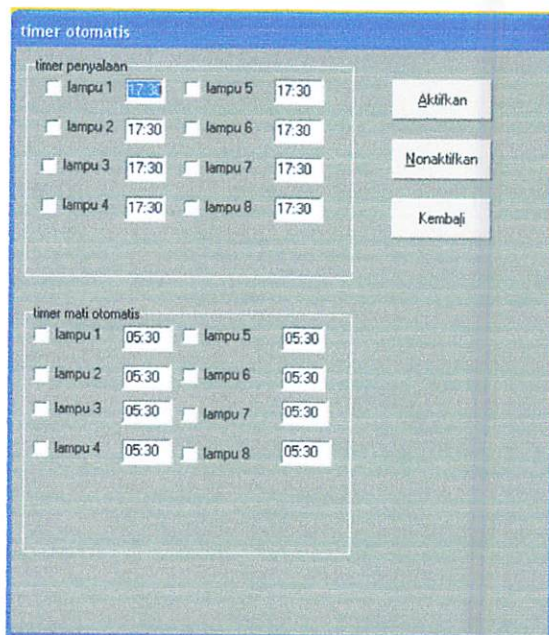 timer otomatis
timer penyalaan
lampu 1 17:30 lampu 5 17:30
lampu 2 17:30 lampu 6 17:30
lampu 3 17:30 lampu 7 17:30
lampu 4 17:30 lampu 8 17:30
Aktifkan
Nonaktifkan
Kembali
timer mati otomatis
lampu 1 05:30 lampu 5 05:30
lampu 2 05:30 lampu 6 05:30
lampu 3 05:30 lampu 7 05:30
lampu 4 05:30 lampu 8 05:30